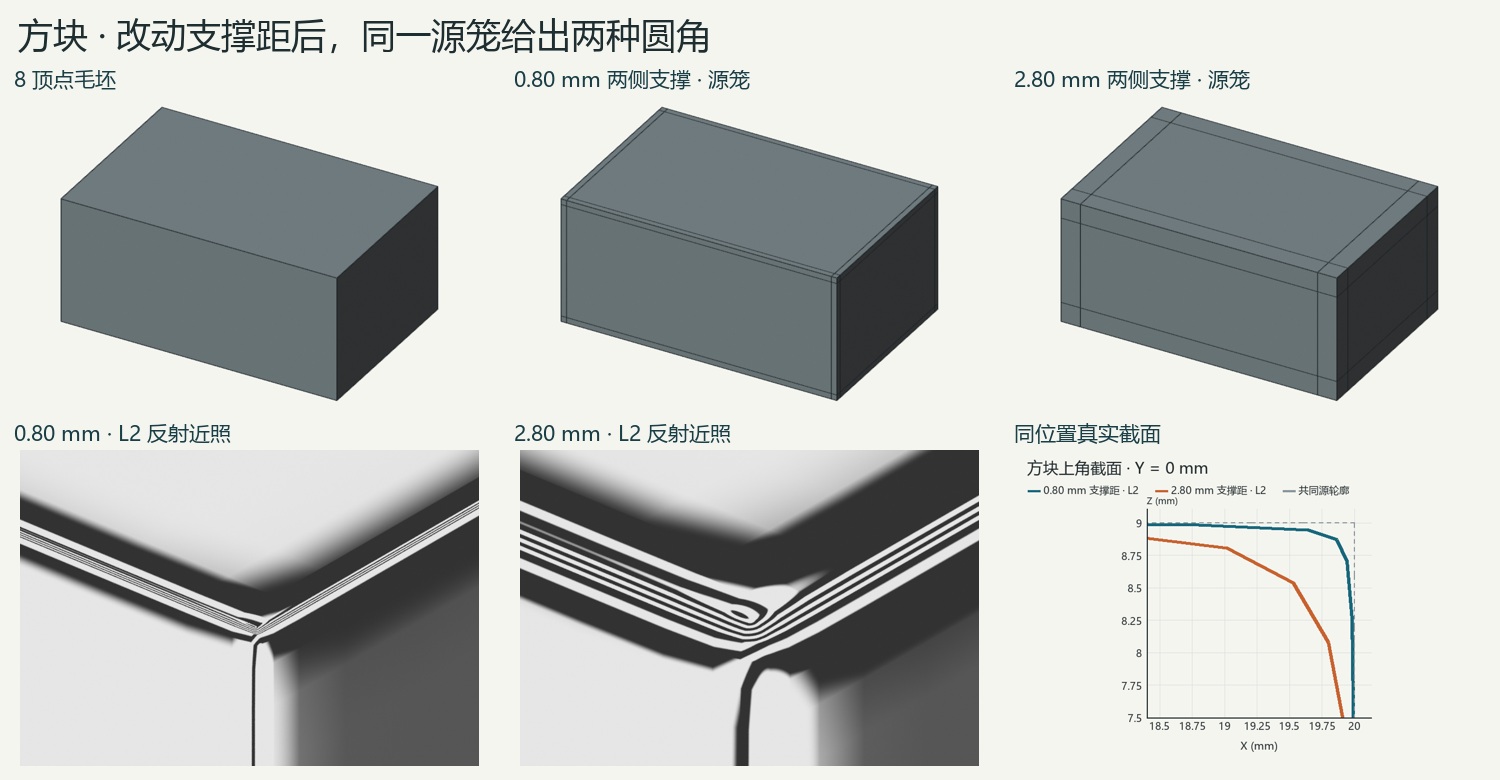 方块 · 改动支撑距后，同一源笼给出两种圆角
8 顶点毛坯
0.80 mm 两侧支撑 · 源笼
2.80 mm 两侧支撑 · 源笼
0.80 mm · L2 反射近照
2.80 mm · L2 反射近照
同位置真实截面
方块上角截面 · Y = 0 mm
0.80 mm 支撑距 · L2
2.80 mm 支撑距 · L2
共同源轮廓
Z (mm)
9
8.75
8.5
8.25
8
7.75
7.5
18.5 18.75 19 19.25 19.5 19.75 20
X (mm)